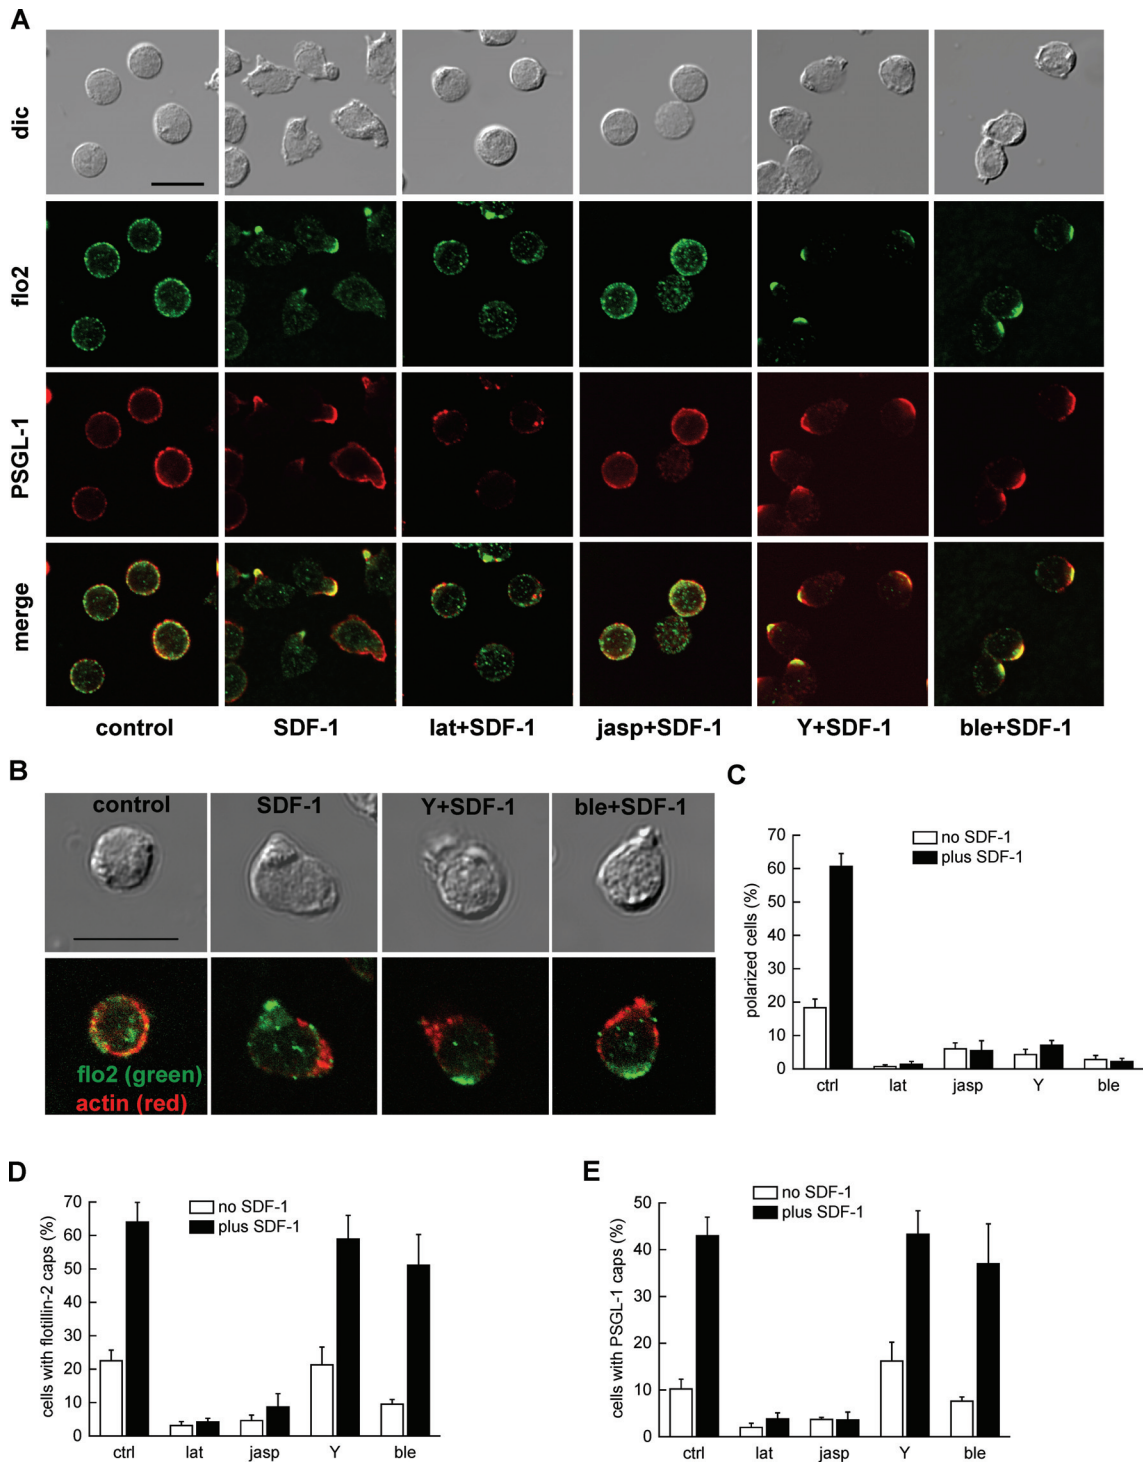 A
dic
flo2
PSGL-1
merge
control SDF-1 lat+SDF-1 jasp+SDF-1 Y+SDF-1 ble+SDF-1
B
control SDF-1 Y+SDF-1 ble+SDF-1
flo2 (green)
actin (red)
C
no SDF-1
plus SDF-1
polarized cells (%)
70
60
50
40
30
20
10
0
ctrl lat jasp Y ble
D
no SDF-1
plus SDF-1
cells with flotillin-2 caps (%)
70
60
50
40
30
20
10
0
ctrl lat jasp Y ble
E
no SDF-1
plus SDF-1
cells with PSGL-1 caps (%)
50
40
30
20
10
0
ctrl lat jasp Y ble